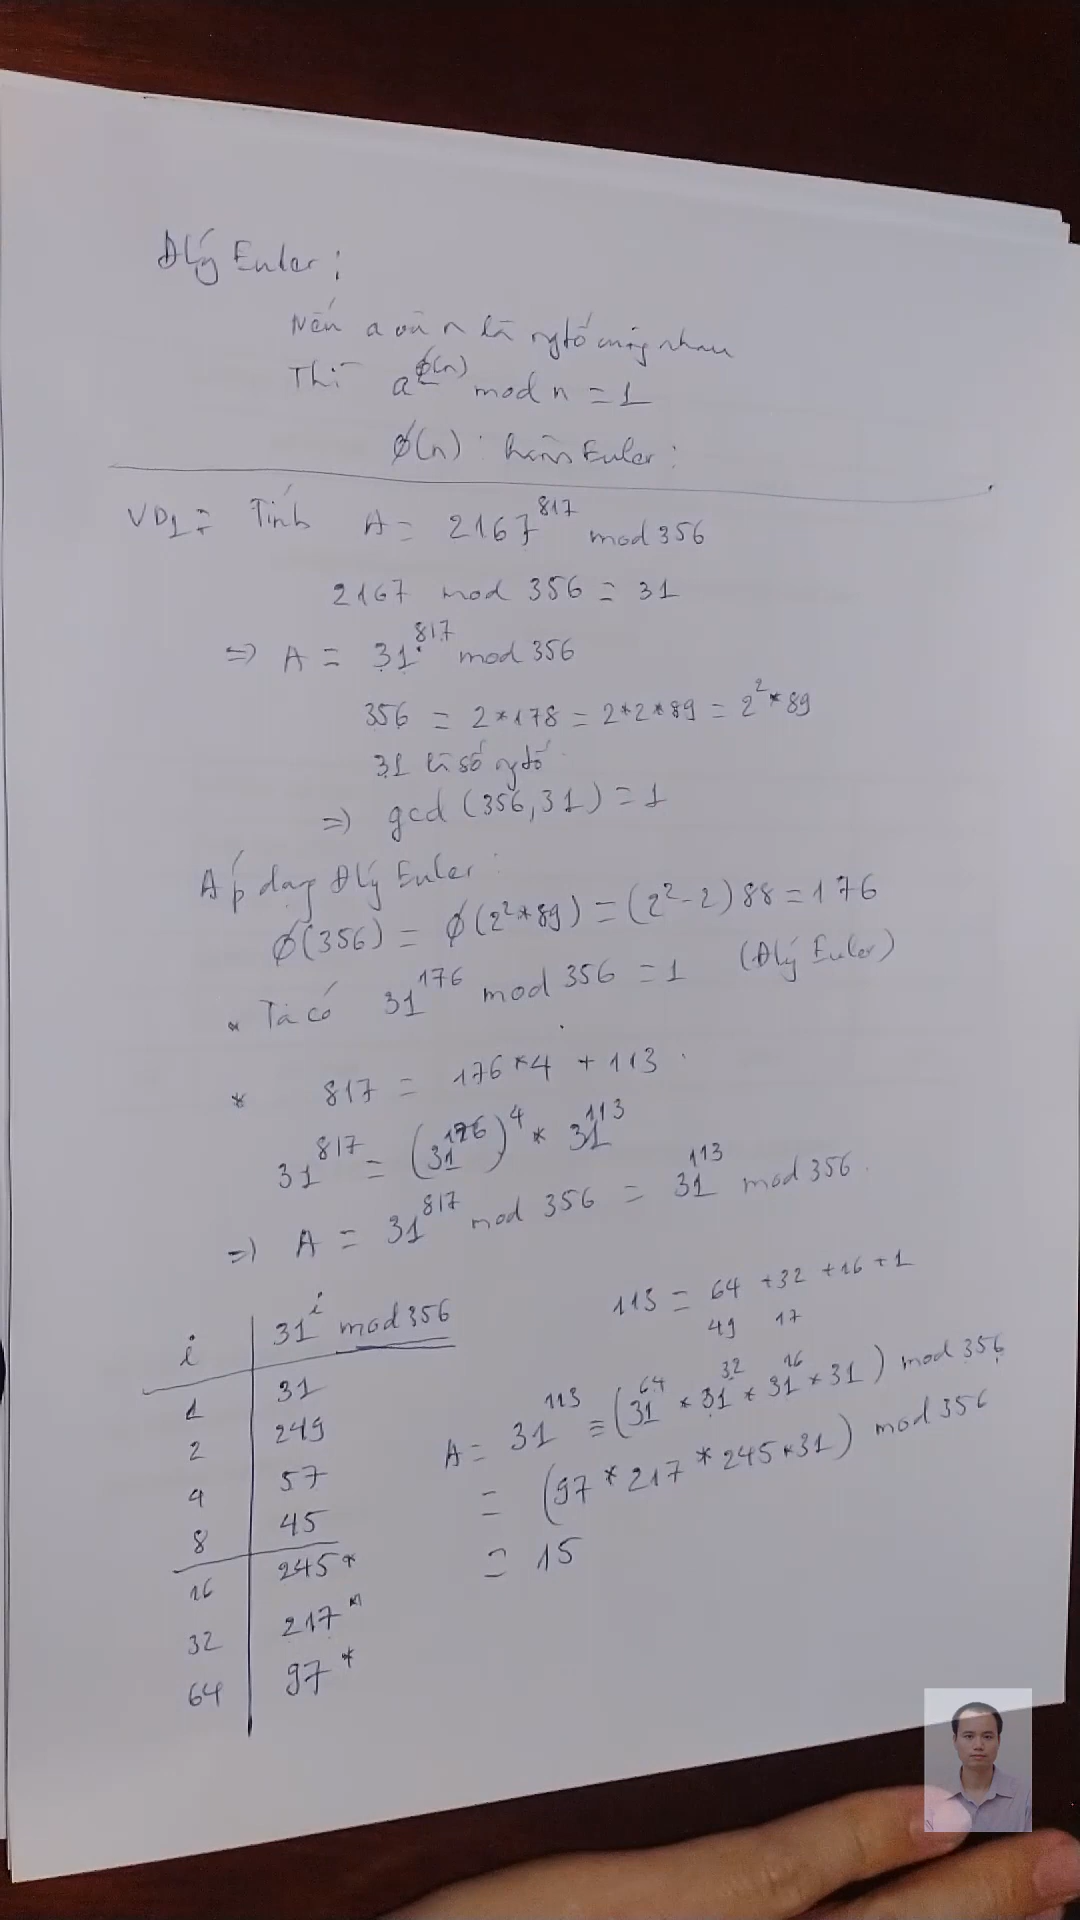 Đlý Euler:
Nếu a và n là ngtố cùng nhau
Thì a^ϕ(n) mod n = 1
ϕ(n): hàm Euler:
VD1: Tính A = 2167^817 mod 356
2167 mod 356 = 31
=> A = 31^817 mod 356
356 = 2*178 = 2*2*89 = 2^2*89
31 là số ngtố
=> gcd(356,31) = 1
Áp dụng Đlý Euler:
ϕ(356) = ϕ(2^2*89) = (2^2-2)88 = 176
* Ta có 31^176 mod 356 = 1 (Đlý Euler)
* 817 = 176*4 + 113
31^817 = (31^176)^4 * 31^113
=> A = 31^817 mod 356 = 31^113 mod 356
113 = 64 + 32 + 16 + 1
49 17
i 31^i mod 356
1 31
2 249
4 57
8 45
16 245*
32 217*
64 97*
A = 31^113 = (31^64 * 31^32 * 31^16 * 31) mod 356
= (97 * 217 * 245 * 31) mod 356
= 15